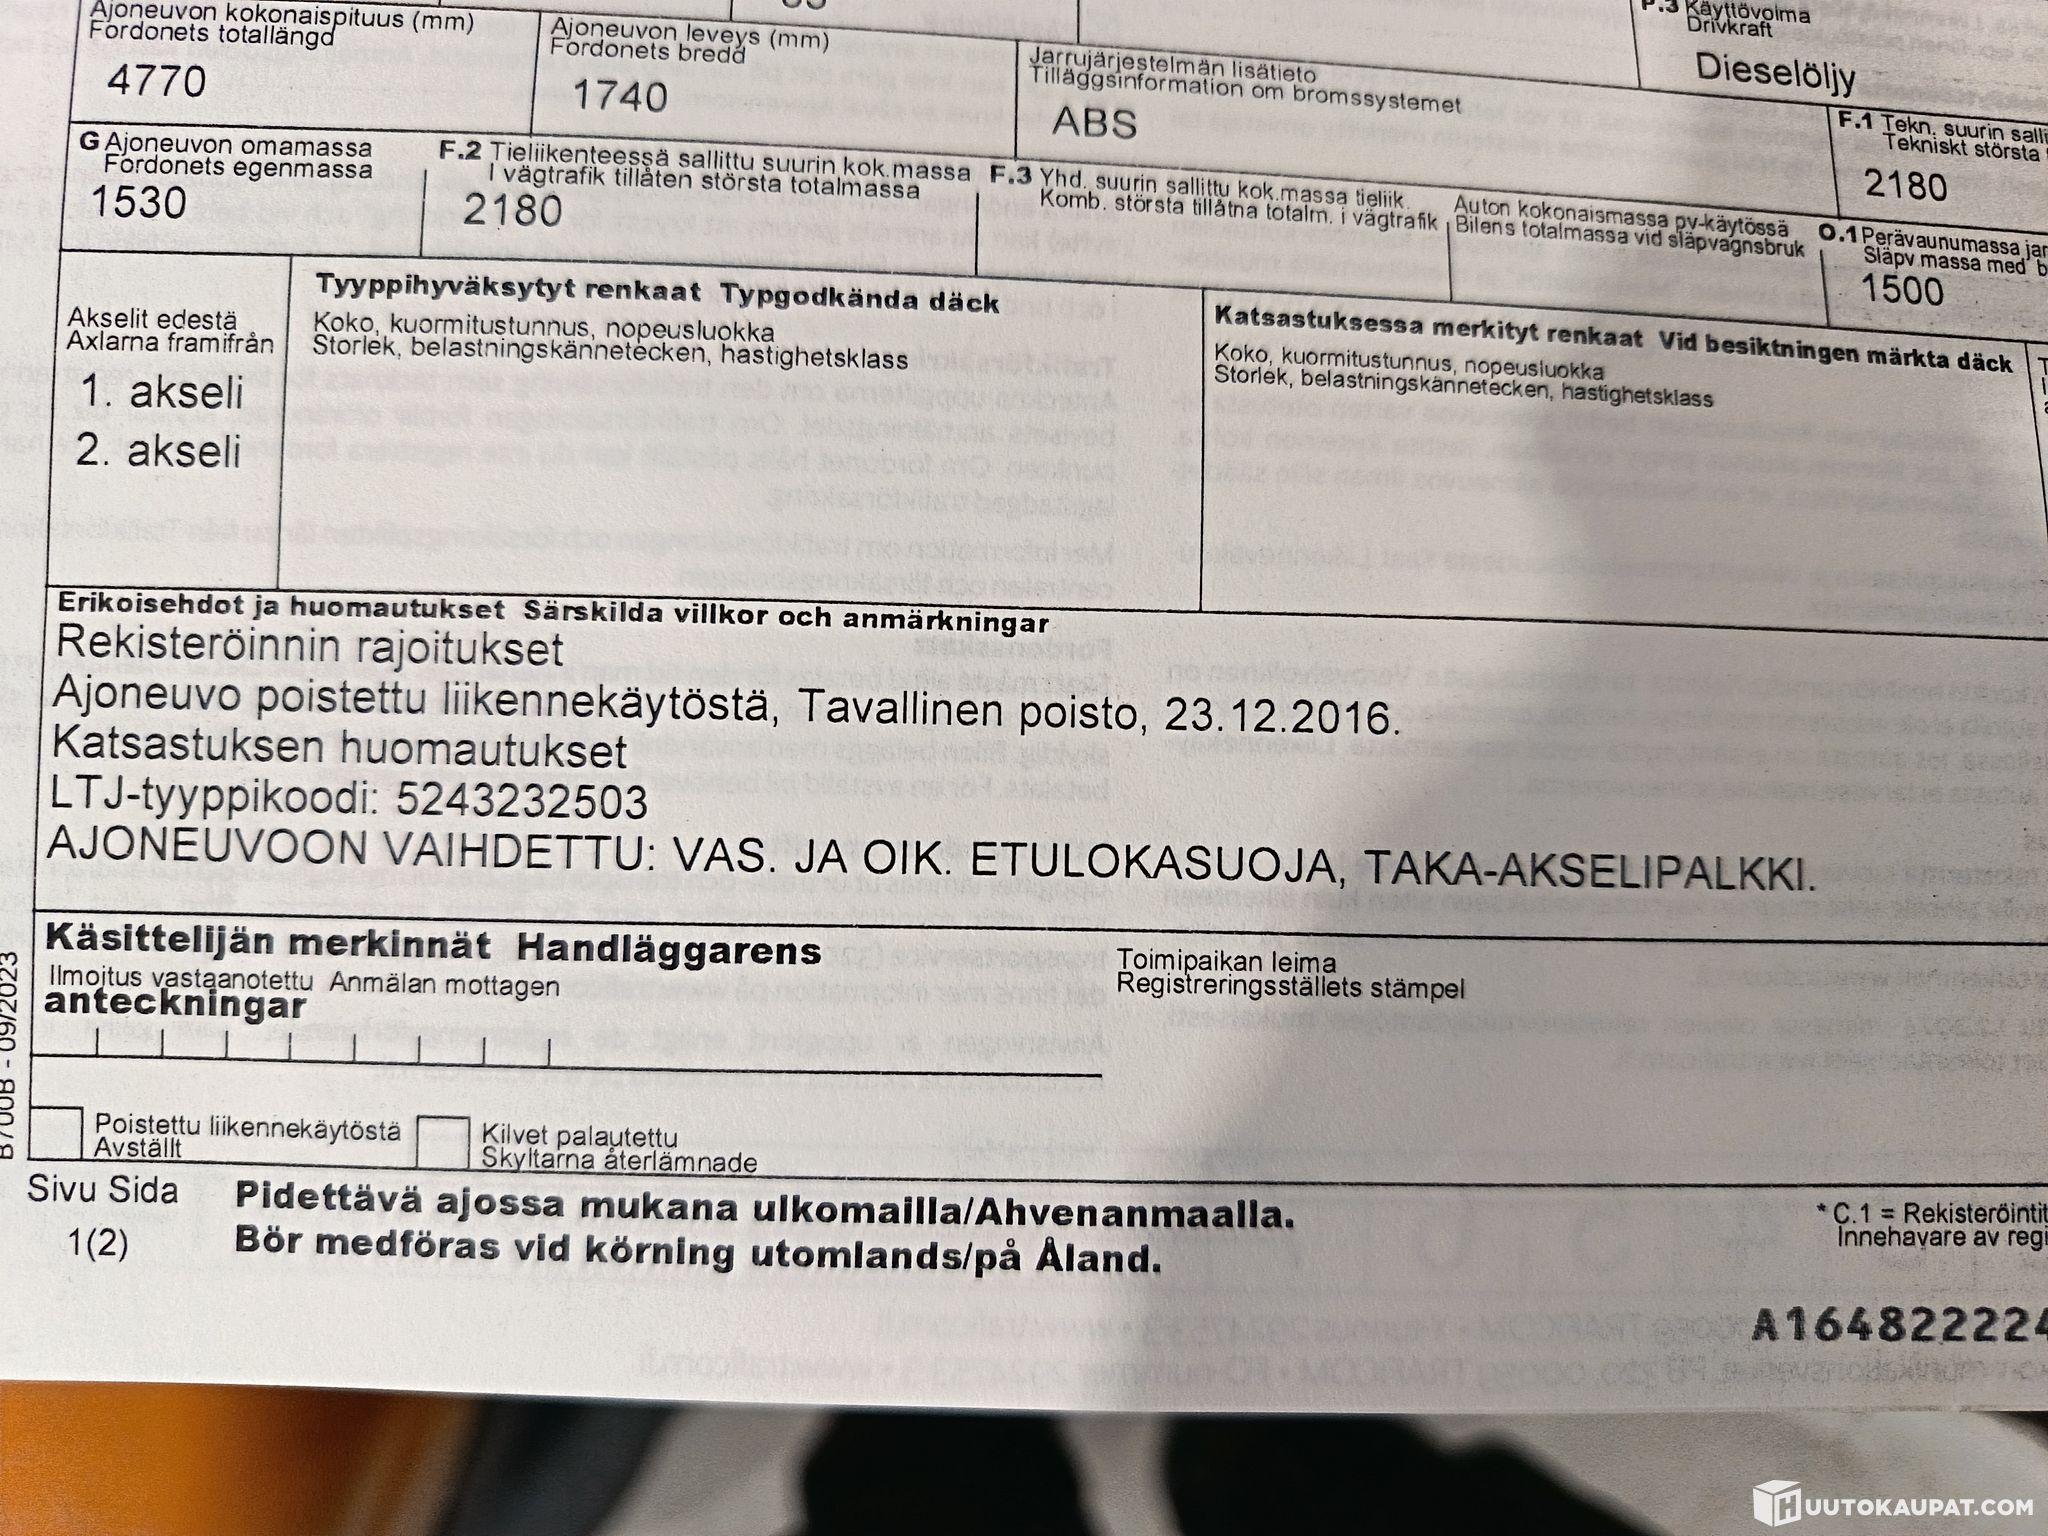 Ajoneuvon kokonaispituus (mm)
Fordonets totallängd
4770
Ajoneuvon leveys (mm)
Fordonets bredd
1740
Jarrujärjestelmän lisätieto
Tilläggsinformation om bromssystemet
ABS
P.3 Käyttövoima
Drivkraft
Dieselöljy
G Ajoneuvon omamassa
Fordonets egenmassa
1530
F.2 Tieliikenteessä sallittu suurin kok.massa
I vägtrafik tillåten största totalmassa
2180
F.3 Yhd. suurin sallittu kok.massa tieliik.
Komb. största tillåtna totalm. i vägtrafik
Auton kokonaismassa pv-käytössä
Bilens totalmassa vid släpvagnsbruk
F.1 Tekn. suurin salli
Tekniskt största
2180
O.1 Perävaunumassa jar
Släpv.massa med b
1500
Akselit edestä
Axlarna framifrån
1. akseli
2. akseli
Tyyppihyväksytyt renkaat Typgodkända däck
Koko, kuormitustunnus, nopeusluokka
Storlek, belastningskännetecken, hastighetsklass
Katsastuksessa merkityt renkaat Vid besiktningen märkta däck
Koko, kuormitustunnus, nopeusluokka
Storlek, belastningskännetecken, hastighetsklass
Erikoisehdot ja huomautukset Särskilda villkor och anmärkningar
Rekisteröinnin rajoitukset
Ajoneuvo poistettu liikennekäytöstä, Tavallinen poisto, 23.12.2016.
Katsastuksen huomautukset
LTJ-tyyppikoodi: 5243232503
AJONEUVOON VAIHDETTU: VAS. JA OIK. ETULOKASUOJA, TAKA-AKSELIPALKKI.
Käsittelijän merkinnät Handläggarens
Ilmoitus vastaanotettu Anmälan mottagen
anteckningar
Toimipaikan leima
Registreringsställets stämpel
B700B - 09/2023
Poistettu liikennekäytöstä
Avställt
Kilvet palautettu
Skyltarna återlämnade
Sivu Sida
1(2)
Pidettävä ajossa mukana ulkomailla/Ahvenanmaalla.
Bör medföras vid körning utomlands/på Åland.
* C.1 = Rekisteröintit
Innehavare av regi
A164822224
HUUTOKAUPAT.COM